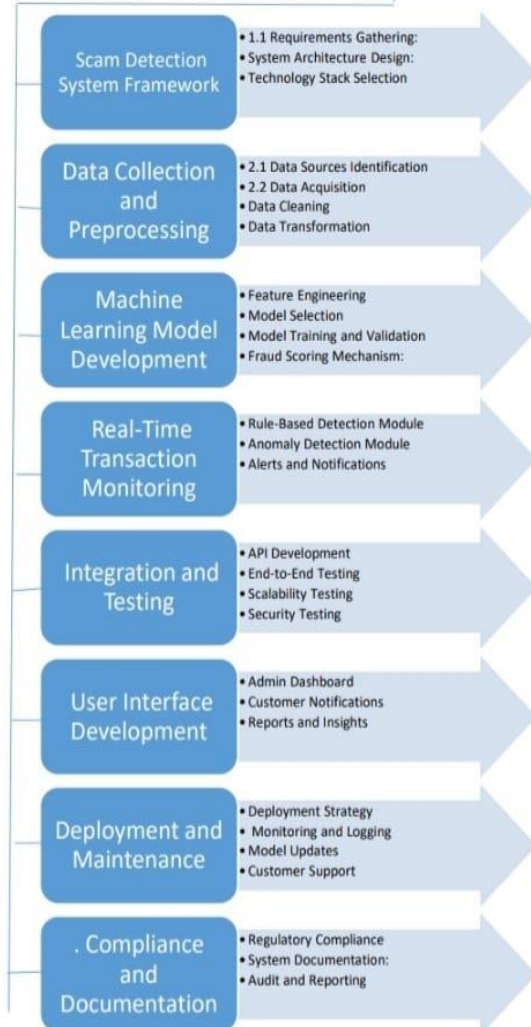 Scam Detection
System Framework
• 1.1 Requirements Gathering:
• System Architecture Design:
• Technology Stack Selection
Data Collection
and
Preprocessing
• 2.1 Data Sources Identification
• 2.2 Data Acquisition
• Data Cleaning
• Data Transformation
Machine
Learning Model
Development
• Feature Engineering
• Model Selection
• Model Training and Validation
• Fraud Scoring Mechanism:
Real-Time
Transaction
Monitoring
• Rule-Based Detection Module
• Anomaly Detection Module
• Alerts and Notifications
Integration and
Testing
• API Development
• End-to-End Testing
• Scalability Testing
• Security Testing
User Interface
Development
• Admin Dashboard
• Customer Notifications
• Reports and Insights
Deployment and
Maintenance
• Deployment Strategy
• Monitoring and Logging
• Model Updates
• Customer Support
. Compliance
and
Documentation
• Regulatory Compliance
• System Documentation:
• Audit and Reporting